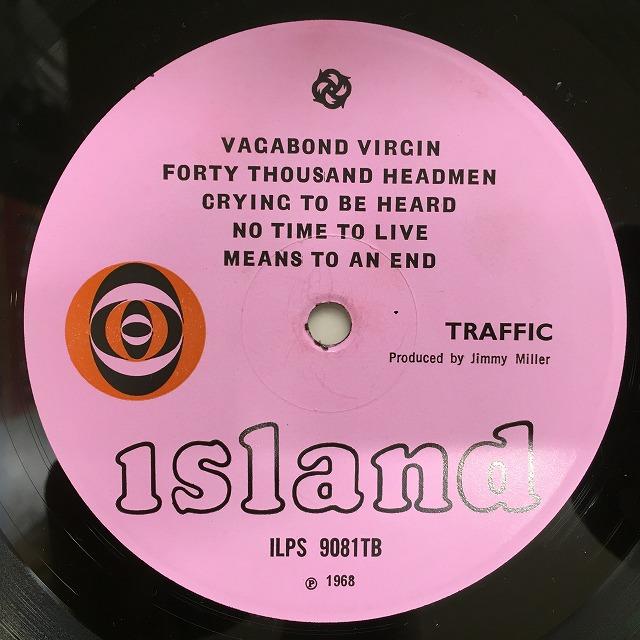 VAGABOND VIRGIN
FORTY THOUSAND HEADMEN
CRYING TO BE HEARD
NO TIME TO LIVE
MEANS TO AN END
TRAFFIC
Produced by Jimmy Miller
island
ILPS 9081TB
℗ 1968